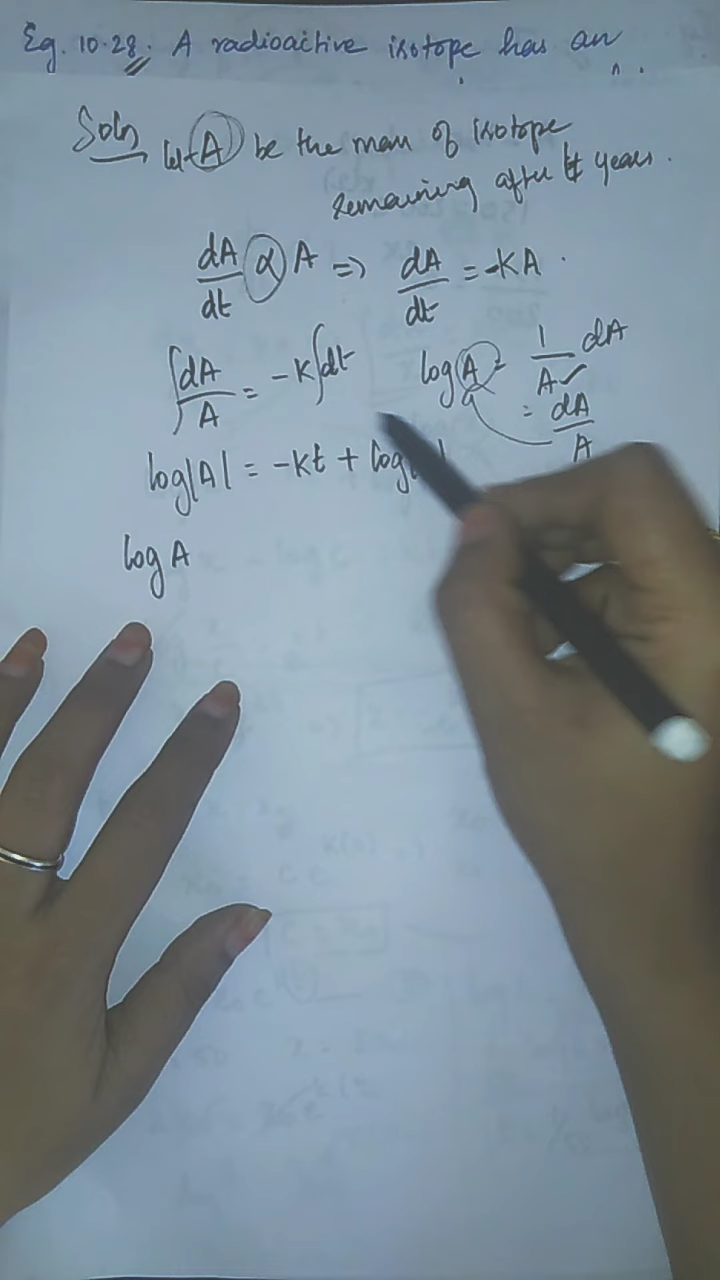 Eg. 10.28. A radioactive isotope has an
Soln let A be the mass of isotope
remaining after t years.
dA/dt ∝ A => dA/dt = -KA.
∫dA/A = -K∫dt
log A = 1/A dA
= dA/A
log|A| = -Kt + log
log A